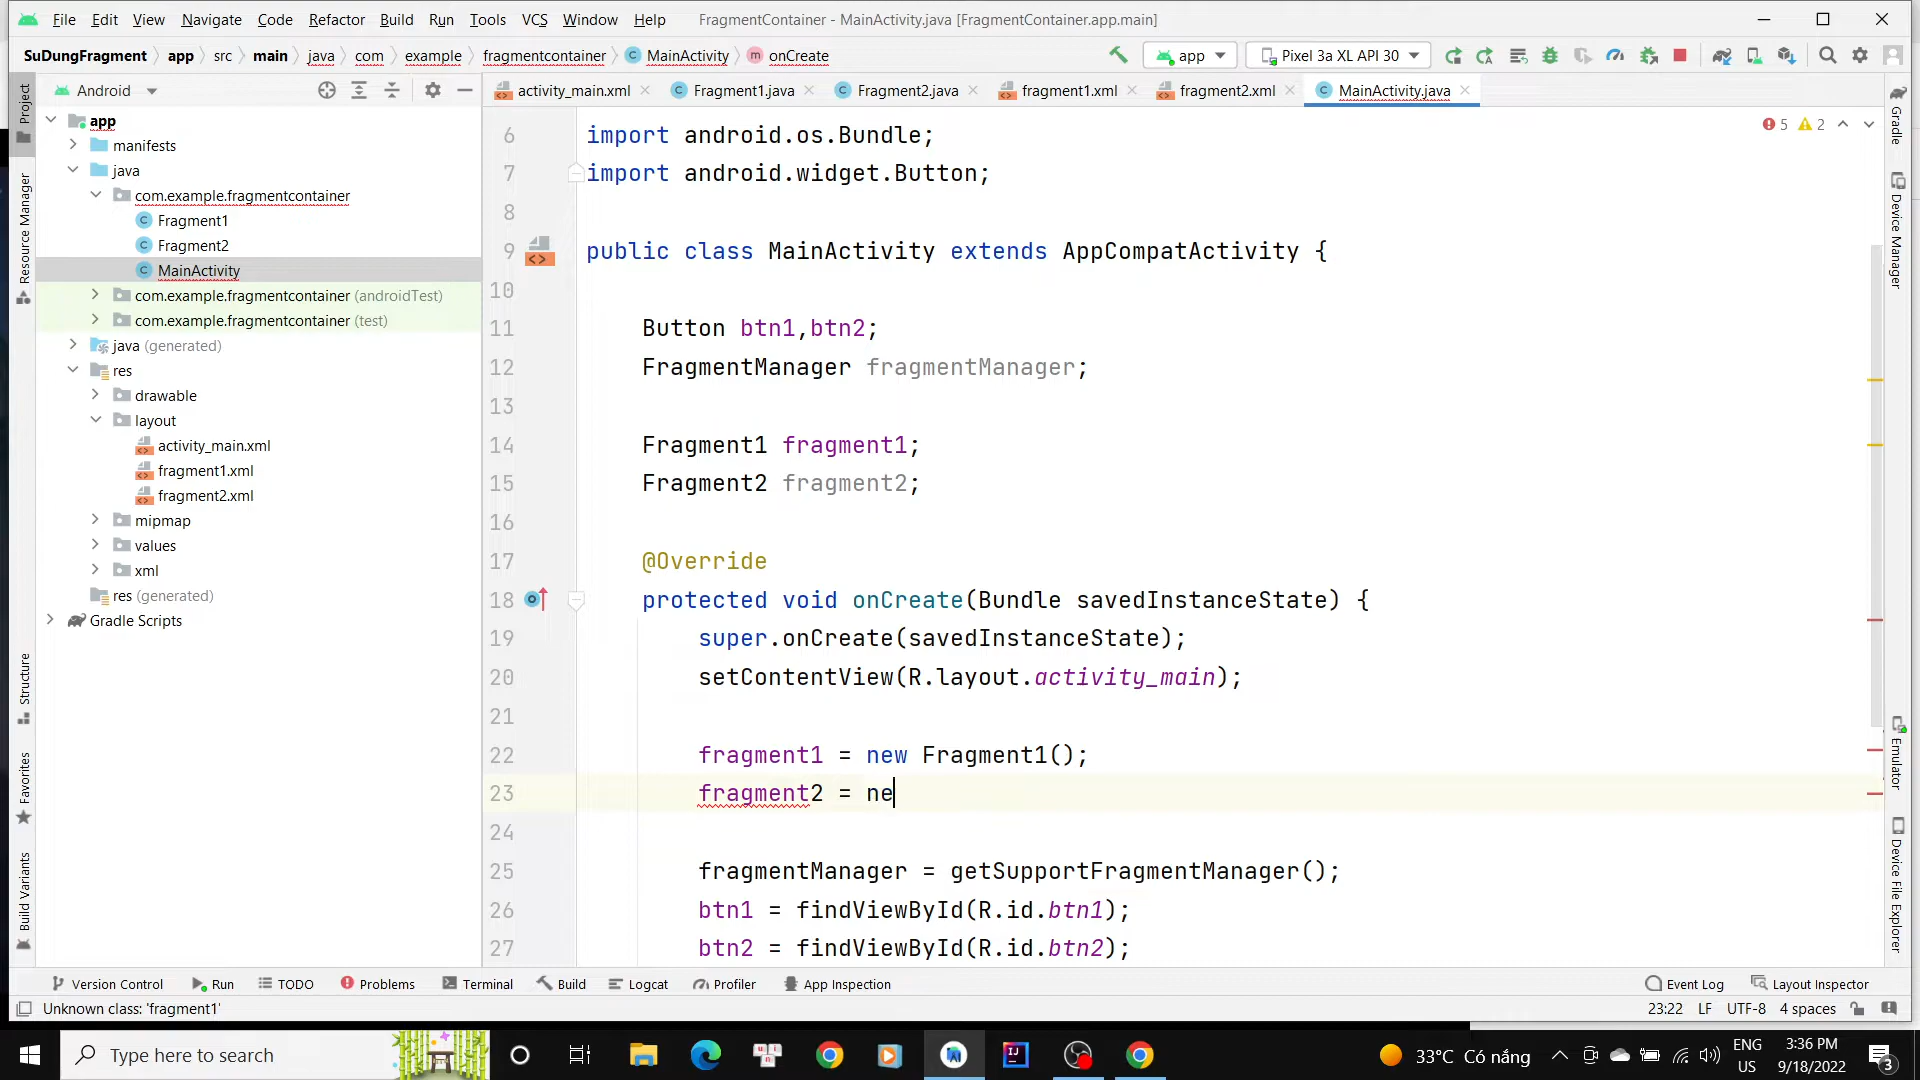 File Edit View Navigate Code Refactor Build Run Tools VCS Window Help FragmentContainer - MainActivity.java [FragmentContainer.app.main]
SuDungFragment app src main java com example fragmentcontainer MainActivity onCreate app Pixel 3a XL API 30
Android
activity_main.xml Fragment1.java Fragment2.java fragment1.xml fragment2.xml MainActivity.java
Project
Resource Manager
Structure
Favorites
Build Variants
app
manifests
java
com.example.fragmentcontainer
Fragment1
Fragment2
MainActivity
com.example.fragmentcontainer (androidTest)
com.example.fragmentcontainer (test)
java (generated)
res
drawable
layout
activity_main.xml
fragment1.xml
fragment2.xml
mipmap
values
xml
res (generated)
Gradle Scripts
5 2
6 import android.os.Bundle;
7 import android.widget.Button;
8
9 public class MainActivity extends AppCompatActivity {
10
11 Button btn1,btn2;
12 FragmentManager fragmentManager;
13
14 Fragment1 fragment1;
15 Fragment2 fragment2;
16
17 @Override
18 protected void onCreate(Bundle savedInstanceState) {
19 super.onCreate(savedInstanceState);
20 setContentView(R.layout.activity_main);
21
22 fragment1 = new Fragment1();
23 fragment2 = ne
24
25 fragmentManager = getSupportFragmentManager();
26 btn1 = findViewById(R.id.btn1);
27 btn2 = findViewById(R.id.btn2);
Gradle
Device Manager
Emulator
Device File Explorer
Version Control Run TODO Problems Terminal Build Logcat Profiler App Inspection Event Log Layout Inspector
Unknown class: 'fragment1' 23:22 LF UTF-8 4 spaces
Type here to search
33°C Có nắng
ENG
US
3:36 PM
9/18/2022
3